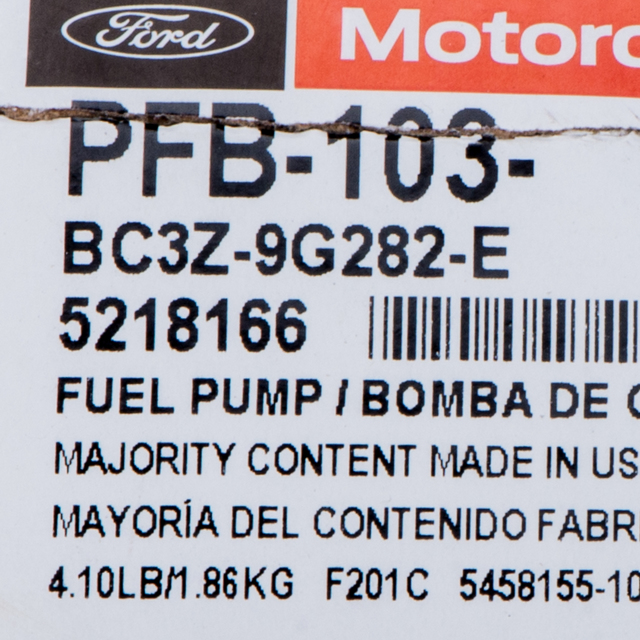 Ford Motorc
PFB-103-
BC3Z-9G282-E
5218166
FUEL PUMP / BOMBA DE
MAJORITY CONTENT MADE IN US
MAYORÍA DEL CONTENIDO FABRI
4.10LB/1.86KG F201C 5458155-10